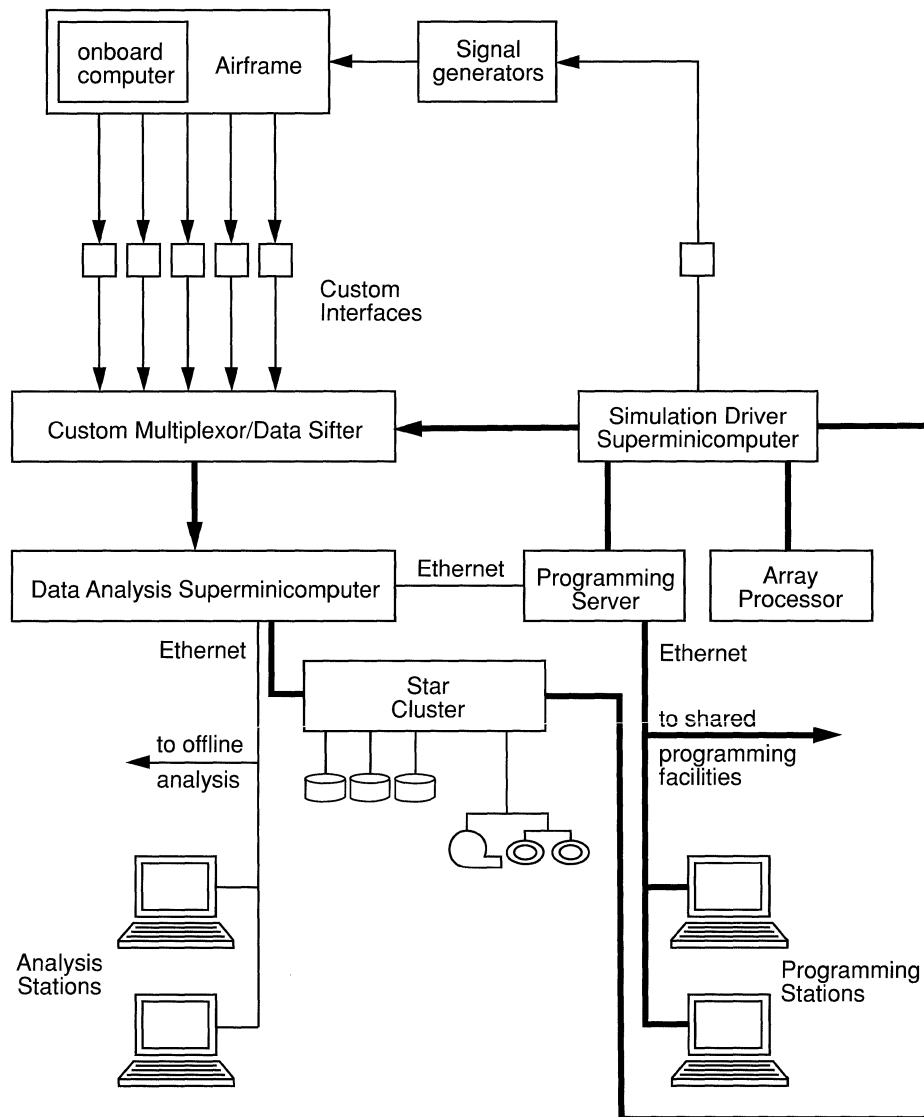 onboard
computer
Airframe
Signal
generators
Custom
Interfaces
Custom Multiplexor/Data Sifter
Simulation Driver
Superminicomputer
Data Analysis Superminicomputer
Ethernet
Programming
Server
Array
Processor
Ethernet
Star
Cluster
Ethernet
to offline
analysis
to shared
programming
facilities
Analysis
Stations
Programming
Stations